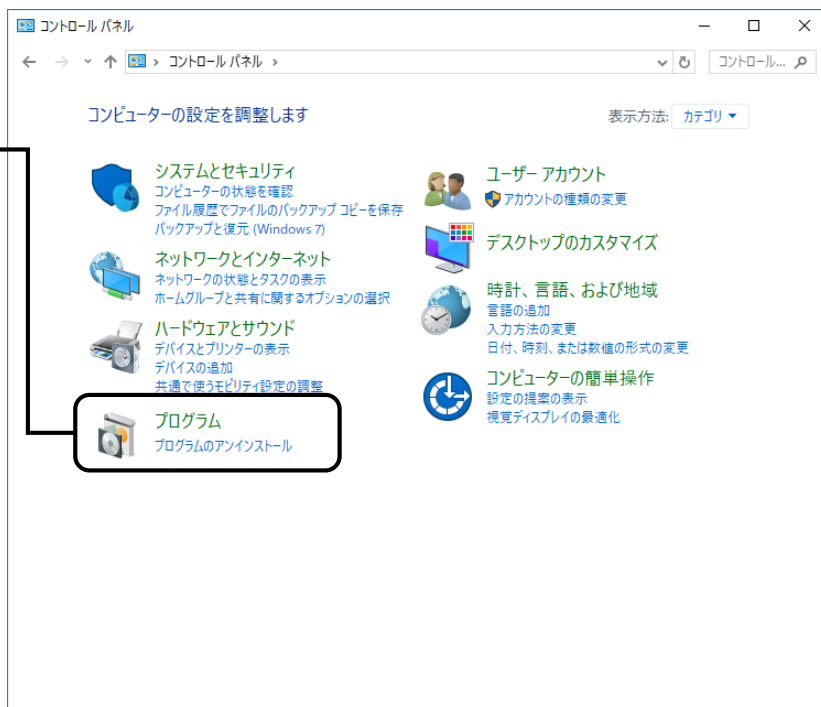 コントロール パネル
コントロール パネル
コントロール...
コンピューターの設定を調整します
表示方法: カテゴリ
システムとセキュリティ
コンピューターの状態を確認
ファイル履歴でファイルのバックアップ コピーを保存
バックアップと復元 (Windows 7)
ネットワークとインターネット
ネットワークの状態とタスクの表示
ホームグループと共有に関するオプションの選択
ハードウェアとサウンド
デバイスとプリンターの表示
デバイスの追加
共通で使うモビリティ設定の調整
プログラム
プログラムのアンインストール
ユーザー アカウント
アカウントの種類の変更
デスクトップのカスタマイズ
時計、言語、および地域
言語の追加
入力方法の変更
日付、時刻、または数値の形式の変更
コンピューターの簡単操作
設定の提案の表示
視覚ディスプレイの最適化